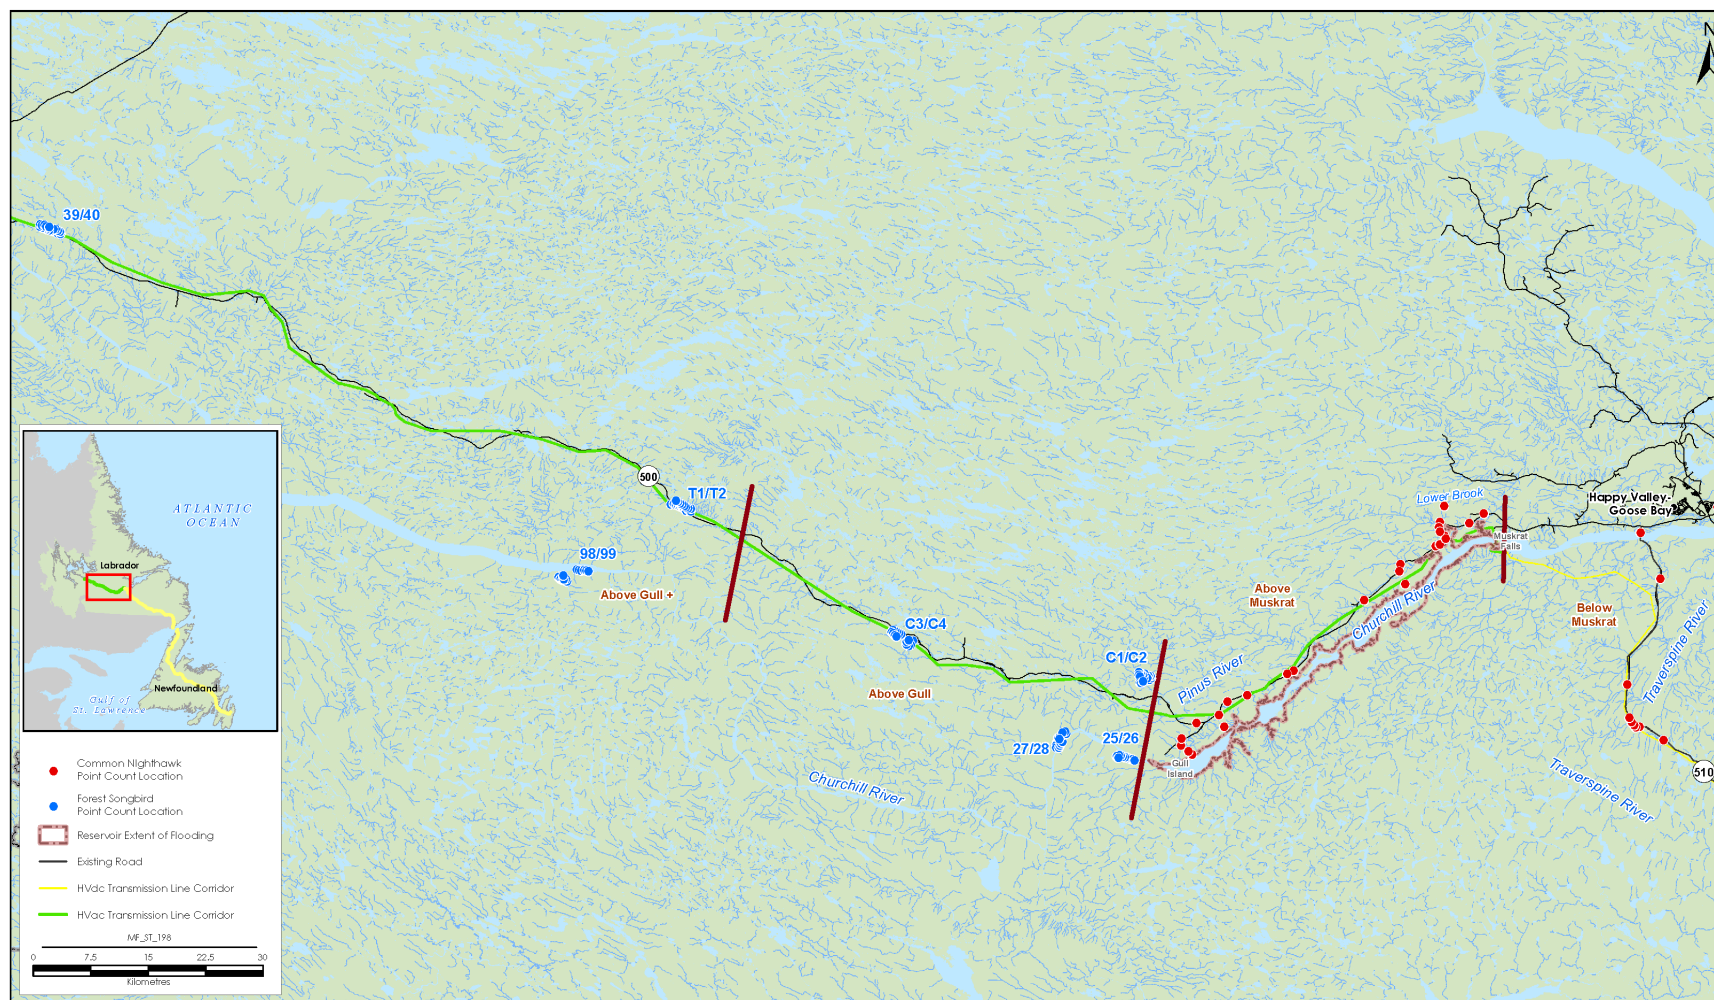 N
39/40
500
T1/T2
98/99
Above Gull +
C3/C4
Above Gull
C1/C2
27/28
25/26
Churchill River
Pinus River
Gull
Island
Above
Muskrat
Churchill River
Lower Brook
Muskrat
Falls
Happy Valley-
Goose Bay
Below
Muskrat
Traverspine River
Traverspine River
510
ATLANTIC
OCEAN
Labrador
Newfoundland
Gulf of
St. Lawrence
Common Nighthawk
Point Count Location
Forest Songbird
Point Count Location
Reservoir Extent of Flooding
Existing Road
HVdc Transmission Line Corridor
HVac Transmission Line Corridor
MF_ST_198
0 7.5 15 22.5 30
Kilometres